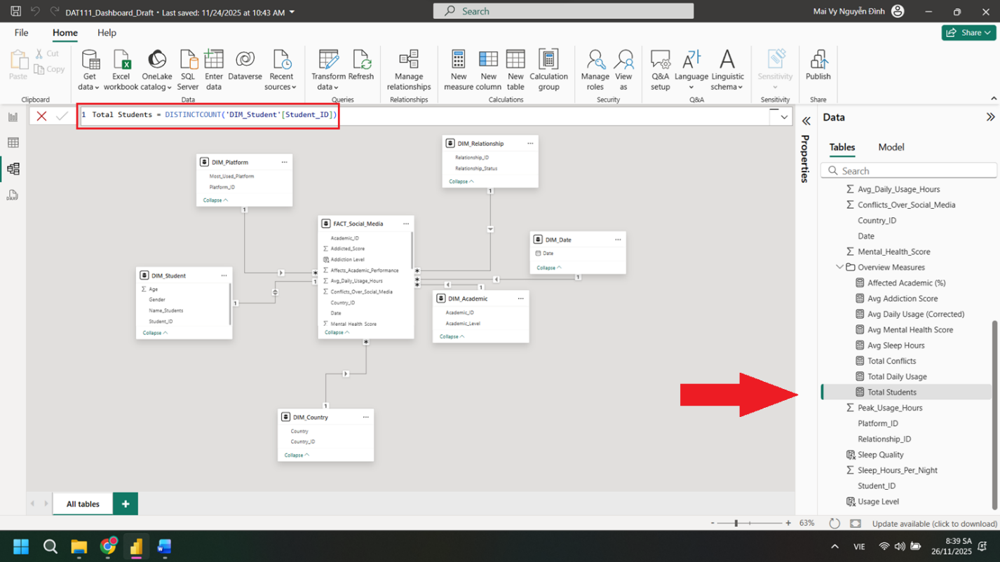 DAT111_Dashboard_Draft • Last saved: 11/24/2025 at 10:43 AM
Search
Mai Vy Nguyễn Đình
File Home Help
Share
Paste
Cut
Copy
Clipboard
Get data
Excel workbook
OneLake catalog
SQL Server
Enter data
Dataverse
Recent sources
Data
Transform data
Refresh
Queries
Manage relationships
Relationships
New measure
New column
New table
Calculation group
Calculations
Manage roles
View as
Security
Q&A setup
Language
Linguistic schema
Q&A
Sensitivity
Sensitivity
Publish
Share
1 Total Students = DISTINCTCOUNT('DIM_Student'[Student_ID])
DIM_Platform
Most_Used_Platform
Platform_ID
Collapse
1
DIM_Relationship
Relationship_ID
Relationship_Status
Collapse
1
FACT_Social_Media
Academic_ID
Addicted_Score
Addiction Level
Affects_Academic_Performance
Avg_Daily_Usage_Hours
Conflicts_Over_Social_Media
Country_ID
Date
Mental Health Score
Collapse
*
1
*
*
*
*
DIM_Date
Date
Collapse
1
DIM_Student
Age
Gender
Name_Students
Student_ID
Collapse
1
DIM_Academic
Academic_ID
Academic_Level
Collapse
1
DIM_Country
Country
Country_ID
Collapse
1
Properties
Data
Tables Model
Search
Avg_Daily_Usage_Hours
Conflicts_Over_Social_Media
Country_ID
Date
Mental_Health_Score
Overview Measures
Affected Academic (%)
Avg Addiction Score
Avg Daily Usage (Corrected)
Avg Mental Health Score
Avg Sleep Hours
Total Conflicts
Total Daily Usage
Total Students
Peak_Usage_Hours
Platform_ID
Relationship_ID
Sleep Quality
Sleep_Hours_Per_Night
Student_ID
Usage Level
All tables +
- + 63%
Update available (click to download)
VIE
8:39 SA
26/11/2025